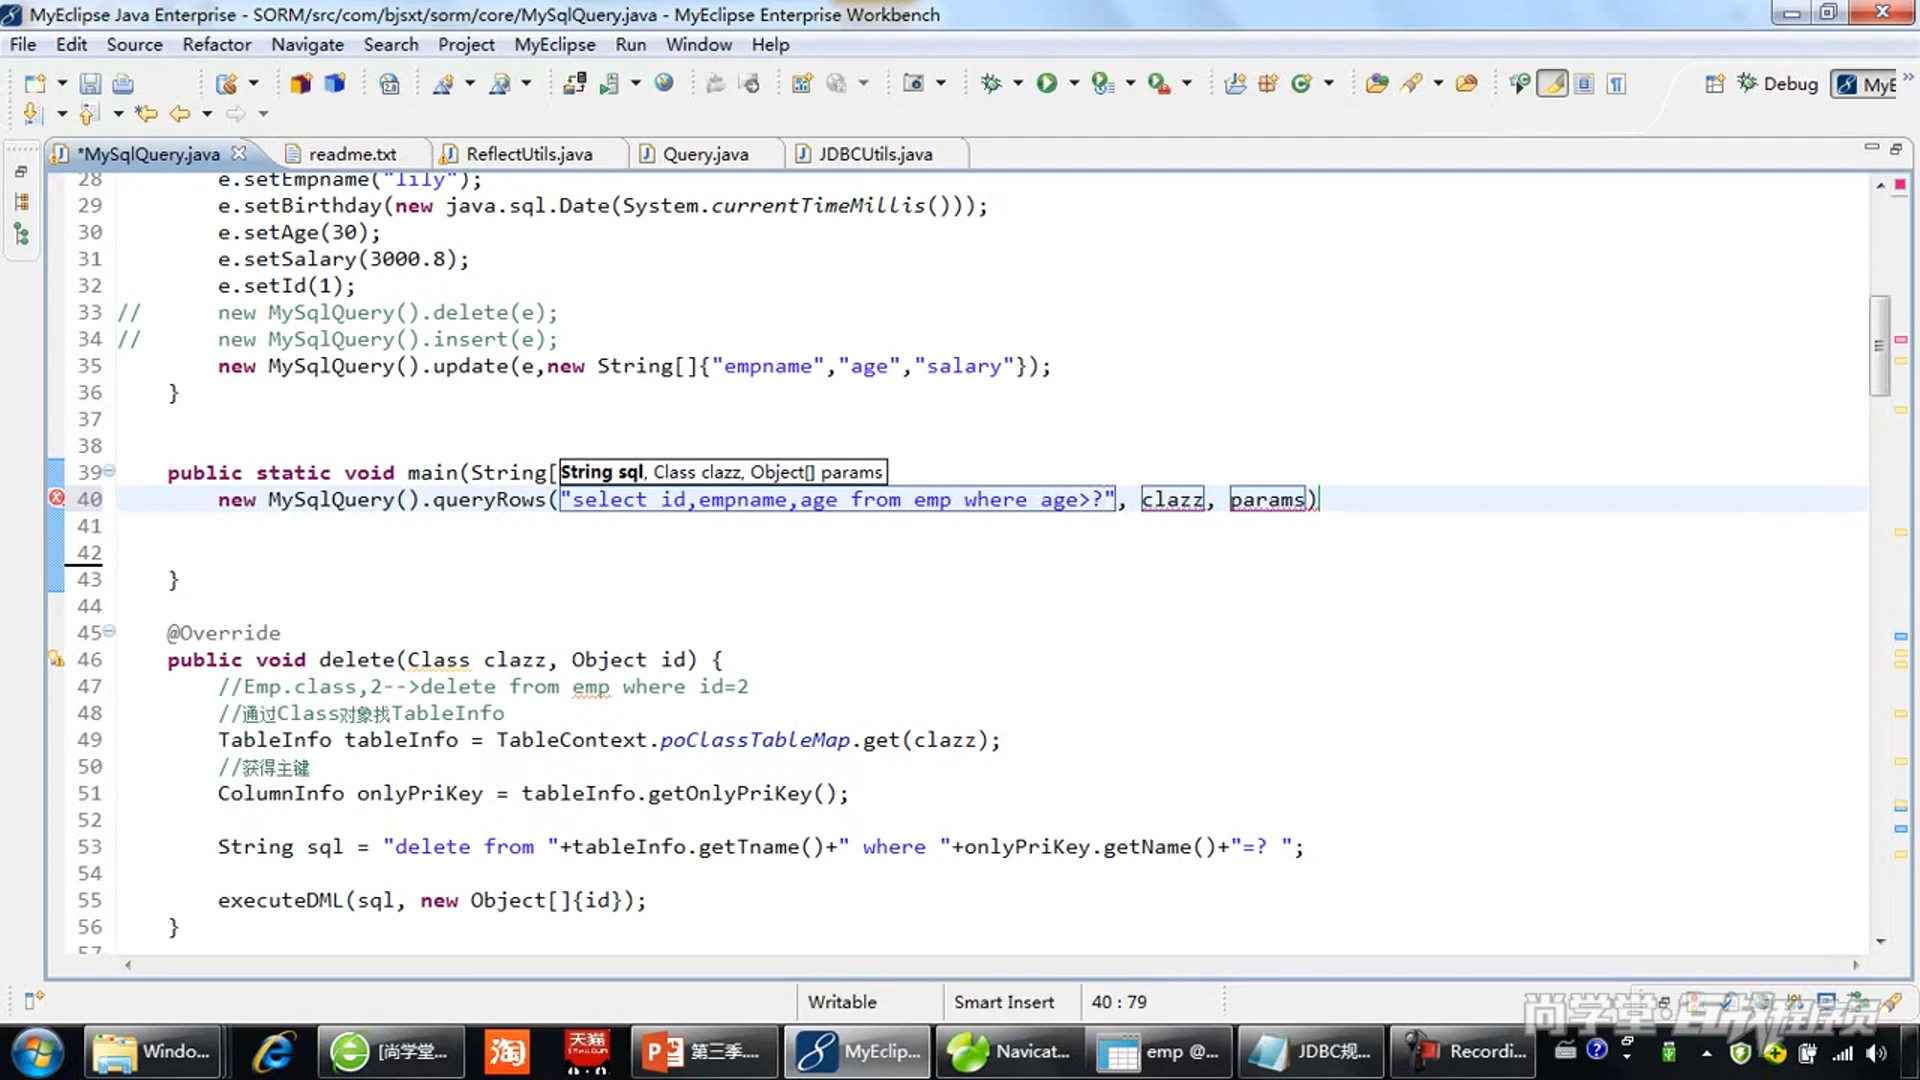 MyEclipse Java Enterprise - SORM/src/com/bjsxt/sorm/core/MySqlQuery.java - MyEclipse Enterprise Workbench
File Edit Source Refactor Navigate Search Project MyEclipse Run Window Help
Debug MyE
*MySqlQuery.java readme.txt ReflectUtils.java Query.java JDBCUtils.java
28 e.setEmpname("lily");
29 e.setBirthday(new java.sql.Date(System.currentTimeMillis()));
30 e.setAge(30);
31 e.setSalary(3000.8);
32 e.setId(1);
33 // new MySqlQuery().delete(e);
34 // new MySqlQuery().insert(e);
35 new MySqlQuery().update(e,new String[]{"empname","age","salary"});
36 }
37
38
39 public static void main(String[
String sql, Class clazz, Object[] params
40 new MySqlQuery().queryRows("select id,empname,age from emp where age>?", clazz, params)
41
42
43 }
44
45 @Override
46 public void delete(Class clazz, Object id) {
47 //Emp.class,2-->delete from emp where id=2
48 //通过Class对象找TableInfo
49 TableInfo tableInfo = TableContext.poClassTableMap.get(clazz);
50 //获得主键
51 ColumnInfo onlyPriKey = tableInfo.getOnlyPriKey();
52
53 String sql = "delete from "+tableInfo.getTname()+" where "+onlyPriKey.getName()+"=? ";
54
55 executeDML(sql, new Object[]{id});
56 }
57
Writable Smart Insert 40 : 79
Windo... [尚学堂... 淘 天猫 第三季.... MyEclip... Navicat... emp @... JDBC规... Recordi...